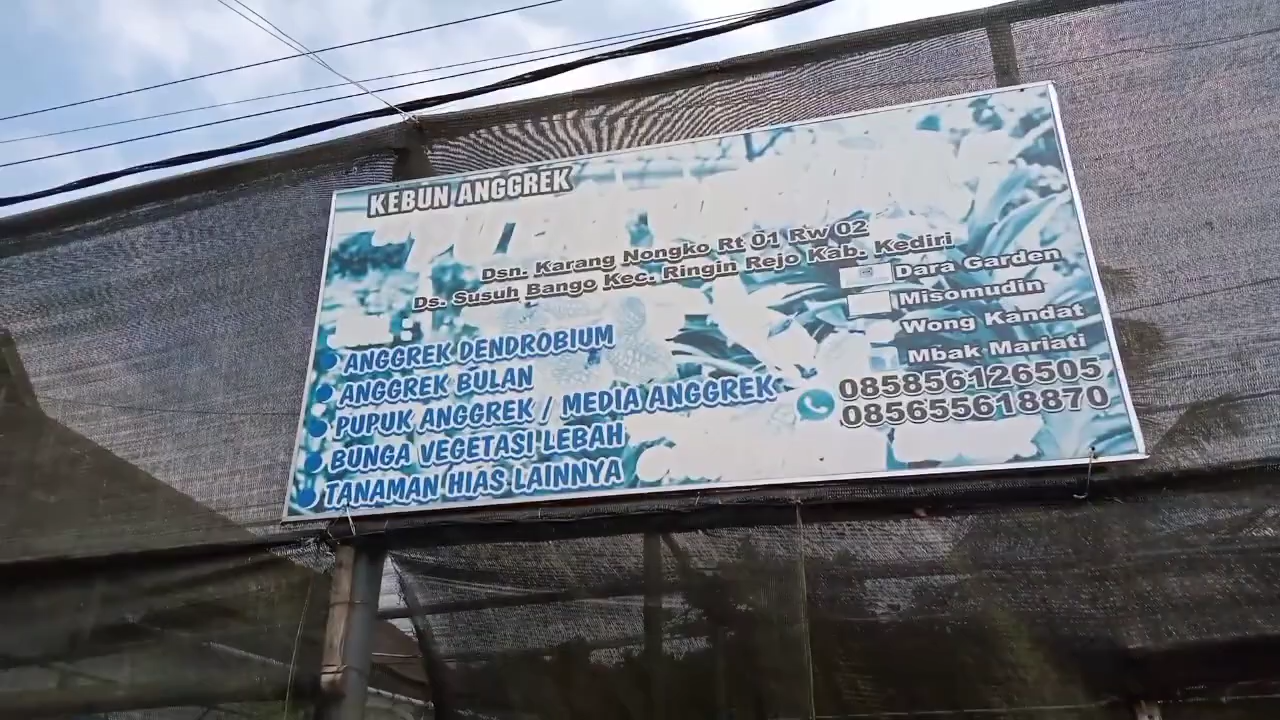 KEBUN ANGGREK
Dsn. Karang Nongko Rt 01 Rw 02
Ds. Susuh Bango Kec. Ringin Rejo Kab. Kediri
Dara Garden
Misomudin
Wong Kandat
Mbak Mariati
085856126505
085655618870
ANGGREK DENDROBIUM
ANGGREK BULAN
PUPUK ANGGREK / MEDIA ANGGREK
BUNGA VEGETASI LEBAH
TANAMAN HIAS LAINNYA